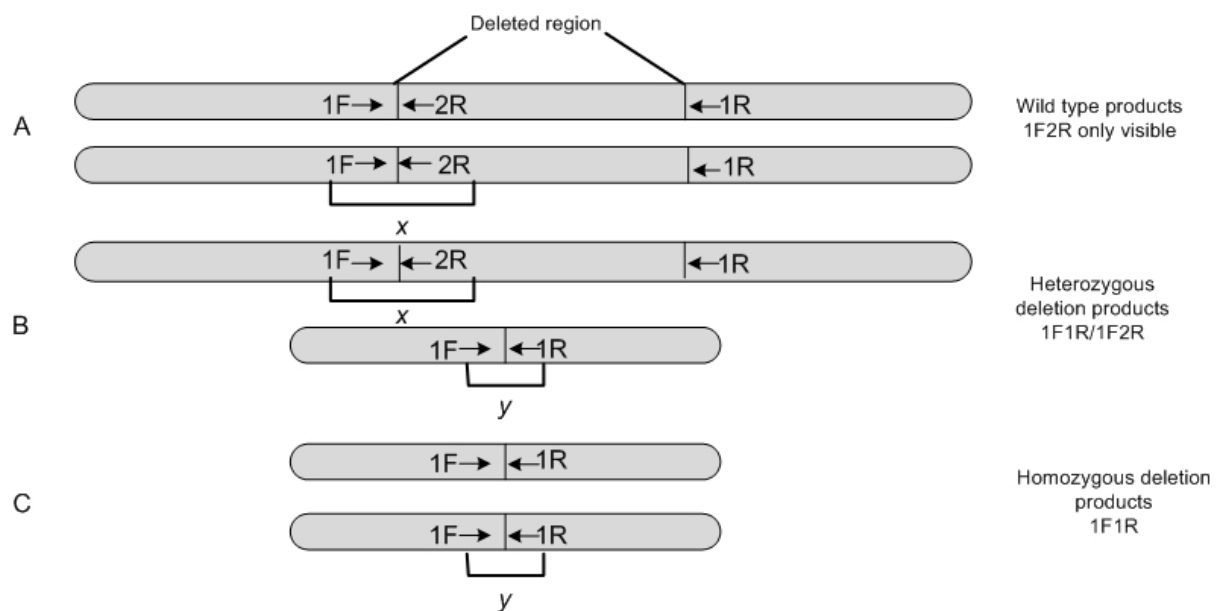 Deleted region
1F 2R 1R
A
Wild type products
1F2R only visible
1F 2R 1R
x
1F 2R 1R
x
B
Heterozygous
deletion products
1F1R/1F2R
1F 1R
y
1F 1R
C
Homozygous deletion
products
1F1R
1F 1R
y